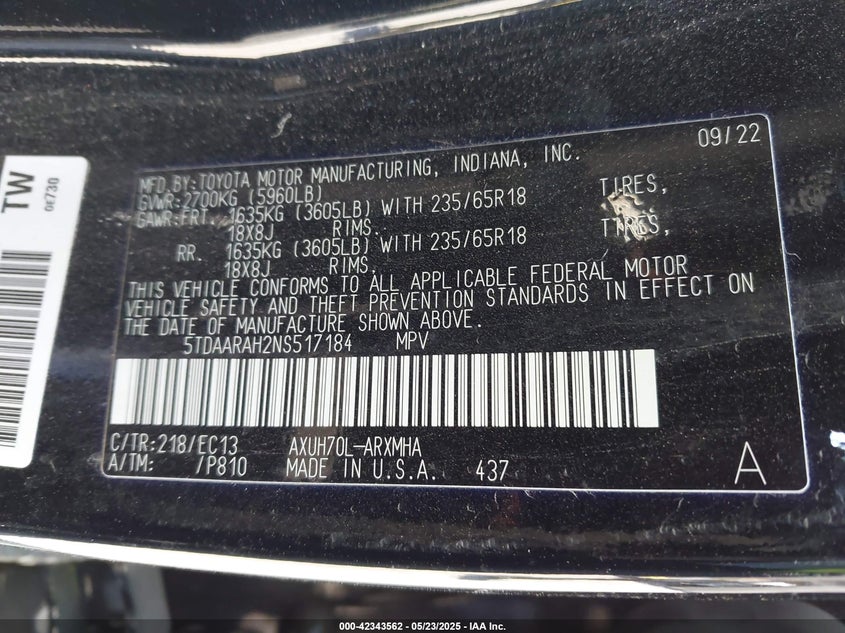 TW
0E730
09/22
MFD.BY:TOYOTA MOTOR MANUFACTURING, INDIANA, INC.
GVWR:2700KG (5960LB)
GAWR:FRT. 1635KG (3605LB) WITH 235/65R18 TIRES,
18X8J RIMS.
RR. 1635KG (3605LB) WITH 235/65R18 TIRES,
18X8J RIMS.
THIS VEHICLE CONFORMS TO ALL APPLICABLE FEDERAL MOTOR
VEHICLE SAFETY AND THEFT PREVENTION STANDARDS IN EFFECT ON
THE DATE OF MANUFACTURE SHOWN ABOVE.
5TDAARAH2NS517184 MPV
C/TR:218/EC13 AXUH70L-ARXMHA
A/TM: /P810 MADE IN U.S.A. 437
A
000-42343562 - 05/23/2025 - IAA Inc.